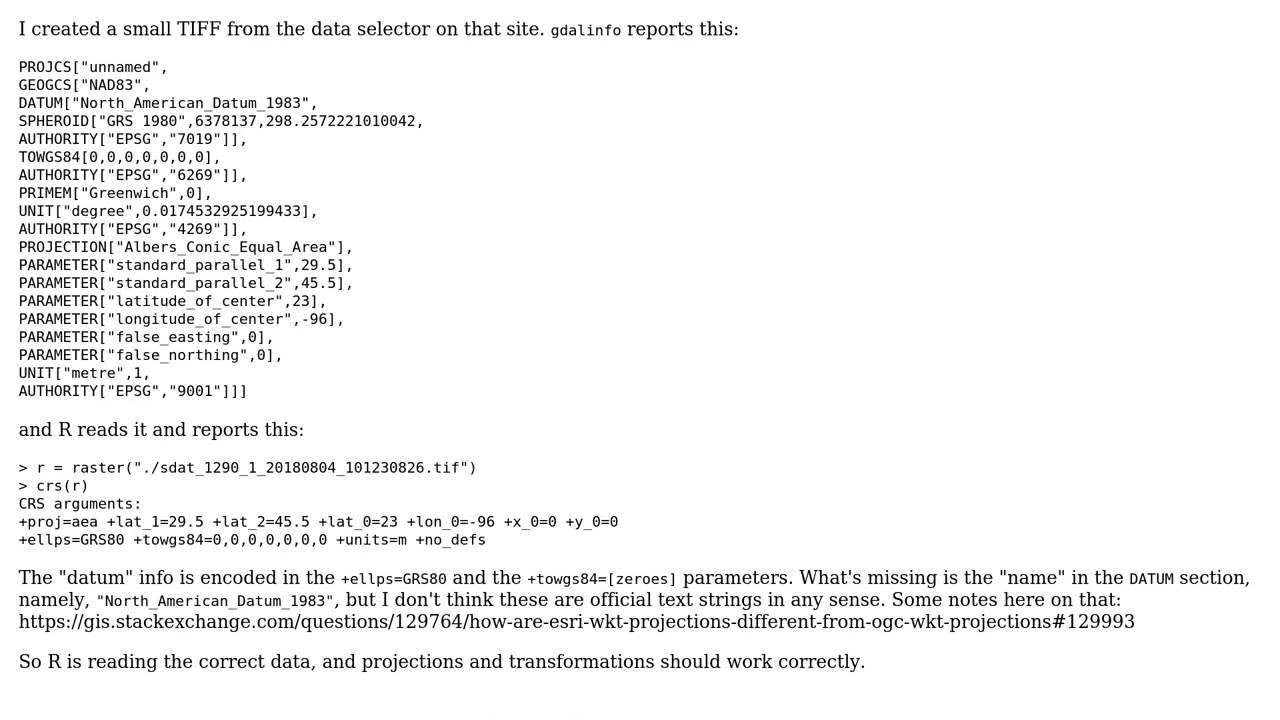 I created a small TIFF from the data selector on that site. gdalinfo reports this:
PROJCS["unnamed",
GEOGCS["NAD83",
DATUM["North_American_Datum_1983",
SPHEROID["GRS 1980",6378137,298.2572221010042,
AUTHORITY["EPSG","7019"]],
TOWGS84[0,0,0,0,0,0,0],
AUTHORITY["EPSG","6269"]],
PRIMEM["Greenwich",0],
UNIT["degree",0.0174532925199433],
AUTHORITY["EPSG","4269"]],
PROJECTION["Albers_Conic_Equal_Area"],
PARAMETER["standard_parallel_1",29.5],
PARAMETER["standard_parallel_2",45.5],
PARAMETER["latitude_of_center",23],
PARAMETER["longitude_of_center",-96],
PARAMETER["false_easting",0],
PARAMETER["false_northing",0],
UNIT["metre",1,
AUTHORITY["EPSG","9001"]]]
and R reads it and reports this:
> r = raster("./sdat_1290_1_20180804_101230826.tif")
> crs(r)
CRS arguments:
+proj=aea +lat_1=29.5 +lat_2=45.5 +lat_0=23 +lon_0=-96 +x_0=0 +y_0=0
+ellps=GRS80 +towgs84=0,0,0,0,0,0,0 +units=m +no_defs
The "datum" info is encoded in the +ellps=GRS80 and the +towgs84=[zeroes] parameters. What's missing is the "name" in the DATUM section,
namely, "North_American_Datum_1983", but I don't think these are official text strings in any sense. Some notes here on that:
https://gis.stackexchange.com/questions/129764/how-are-esri-wkt-projections-different-from-ogc-wkt-projections#129993
So R is reading the correct data, and projections and transformations should work correctly.